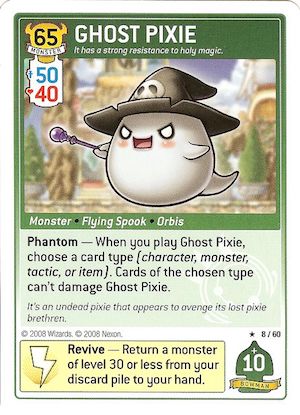 65
MONSTER
GHOST PIXIE
It has a strong resistance to holy magic.
50
40
Monster • Flying Spook • Orbis
Phantom — When you play Ghost Pixie,
choose a card type (character, monster,
tactic, or item). Cards of the chosen type
can't damage Ghost Pixie.
It's an undead pixie that appears to avenge its lost pixie
brethren.
© 2008 Wizards. © 2008 Nexon.
★ 8 / 60
Revive — Return a monster
of level 30 or less from your
discard pile to your hand.
10
BOWMAN